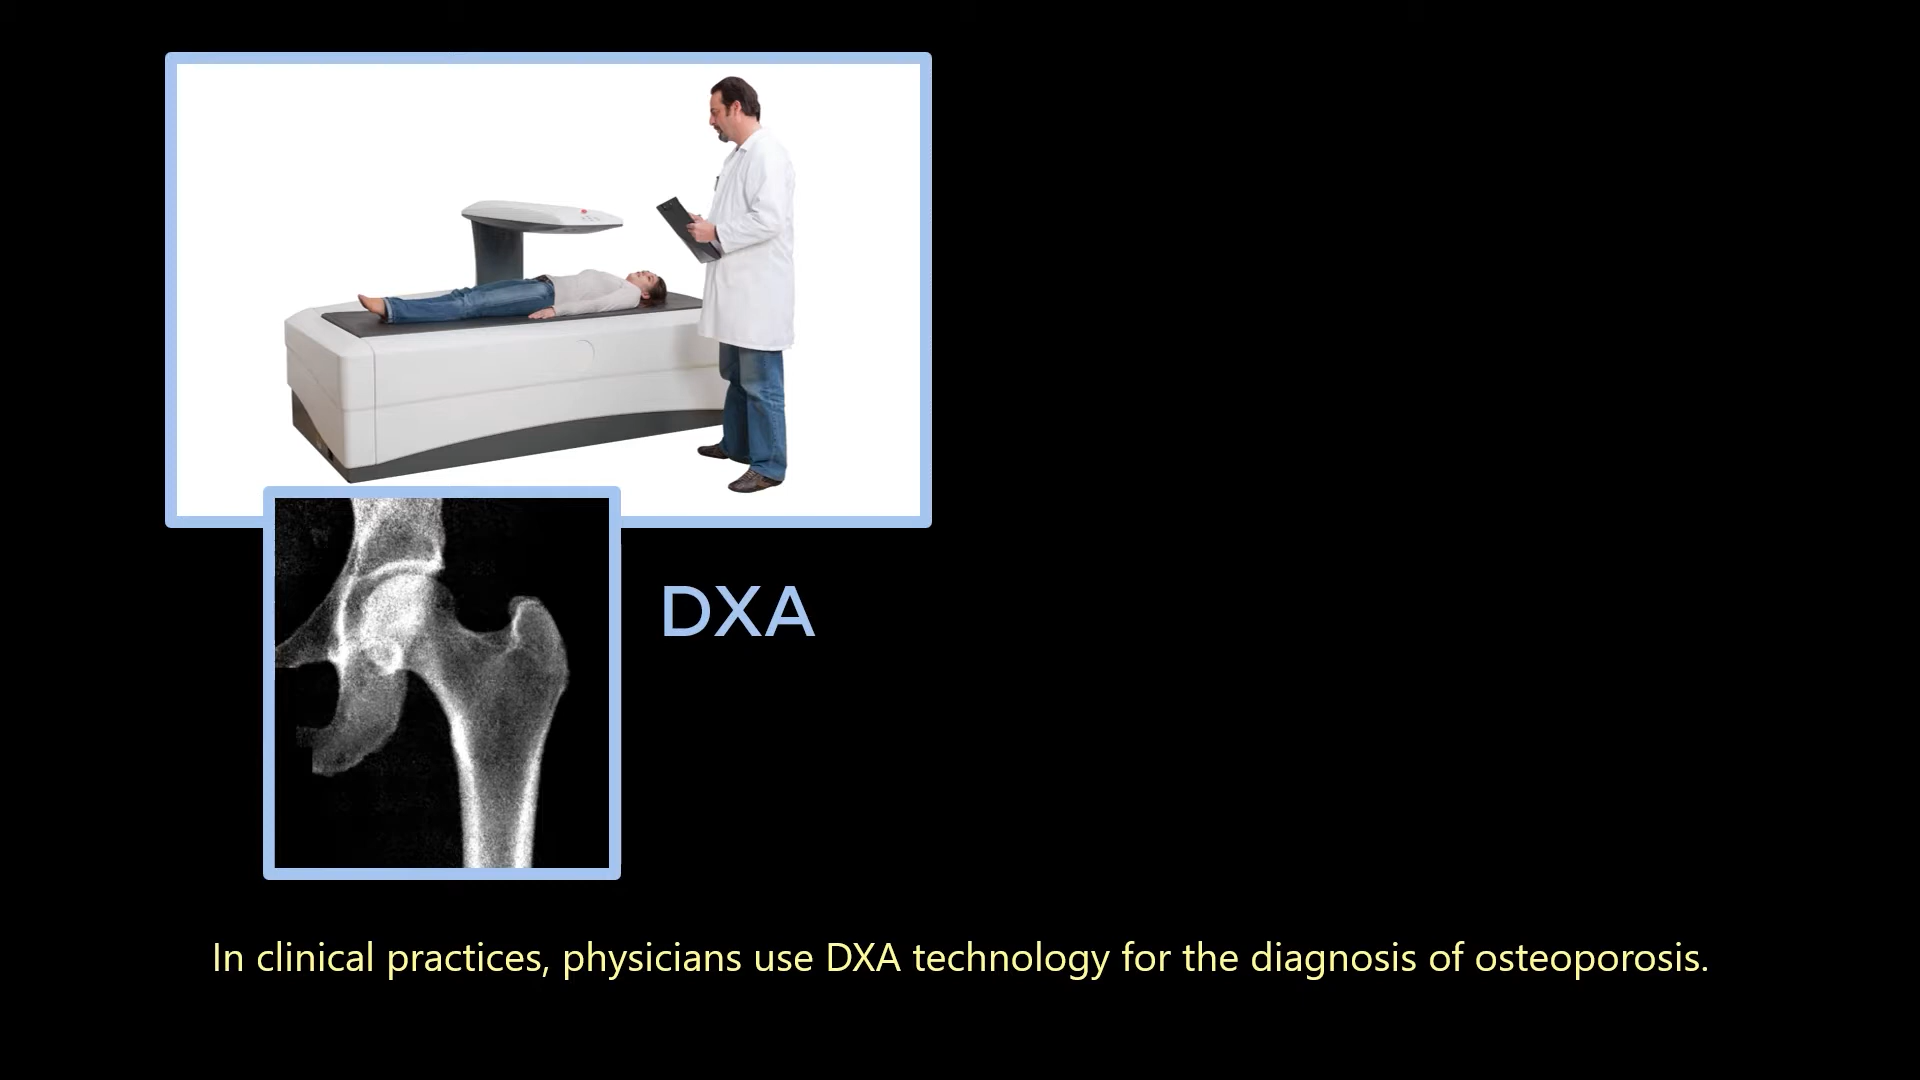 DXA
In clinical practices, physicians use DXA technology for the diagnosis of osteoporosis.